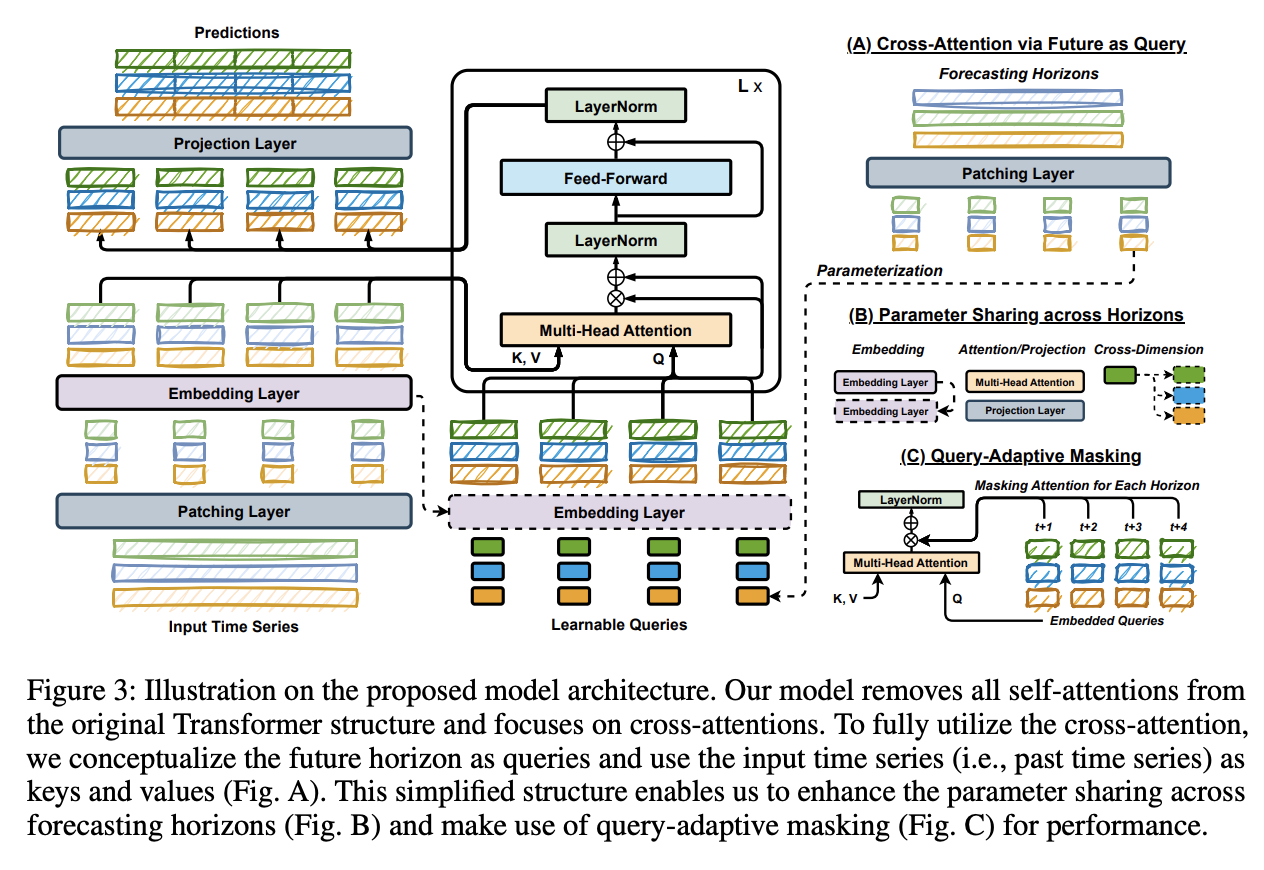 Predictions
Projection Layer
Embedding Layer
Patching Layer
Input Time Series
L x
LayerNorm
Feed-Forward
LayerNorm
Multi-Head Attention
K, V
Q
Embedding Layer
Learnable Queries
(A) Cross-Attention via Future as Query
Forecasting Horizons
Patching Layer
Parameterization
(B) Parameter Sharing across Horizons
Embedding Attention/Projection Cross-Dimension
Embedding Layer
Embedding Layer
Multi-Head Attention
Projection Layer
(C) Query-Adaptive Masking
Masking Attention for Each Horizon
LayerNorm
t+1 t+2 t+3 t+4
Multi-Head Attention
K, V
Q
Embedded Queries
Figure 3: Illustration on the proposed model architecture. Our model removes all self-attentions from
the original Transformer structure and focuses on cross-attentions. To fully utilize the cross-attention,
we conceptualize the future horizon as queries and use the input time series (i.e., past time series) as
keys and values (Fig. A). This simplified structure enables us to enhance the parameter sharing across
forecasting horizons (Fig. B) and make use of query-adaptive masking (Fig. C) for performance.